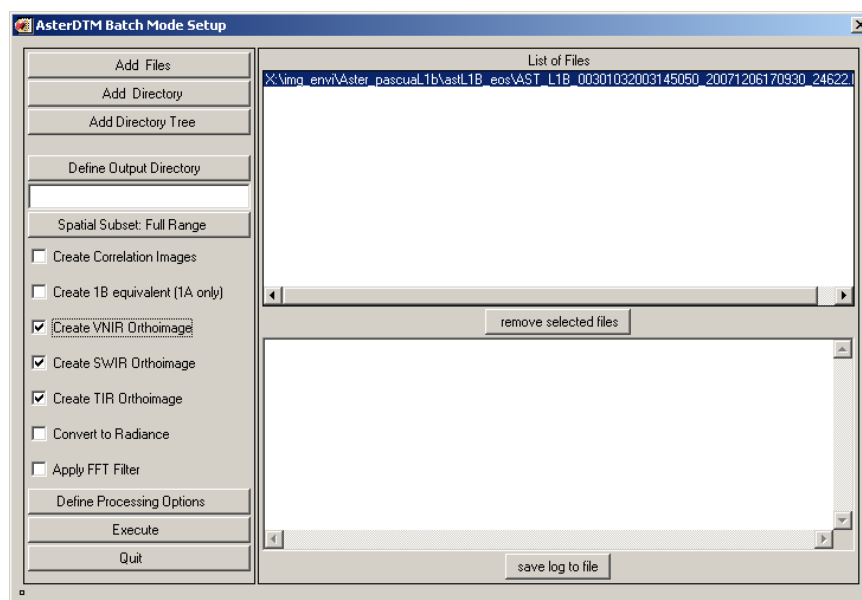 AsterDTM Batch Mode Setup
Add Files
Add Directory
Add Directory Tree
Define Output Directory
Spatial Subset: Full Range
Create Correlation Images
Create 1B equivalent (1A only)
Create VNIR Orthoimage
Create SWIR Orthoimage
Create TIR Orthoimage
Convert to Radiance
Apply FFT Filter
Define Processing Options
Execute
Quit
List of Files
X:\img_envi\Aster_pascuaL1b\astL1B_eos\AST_L1B_00301032003145050_20071206170930_24622.
remove selected files
save log to file